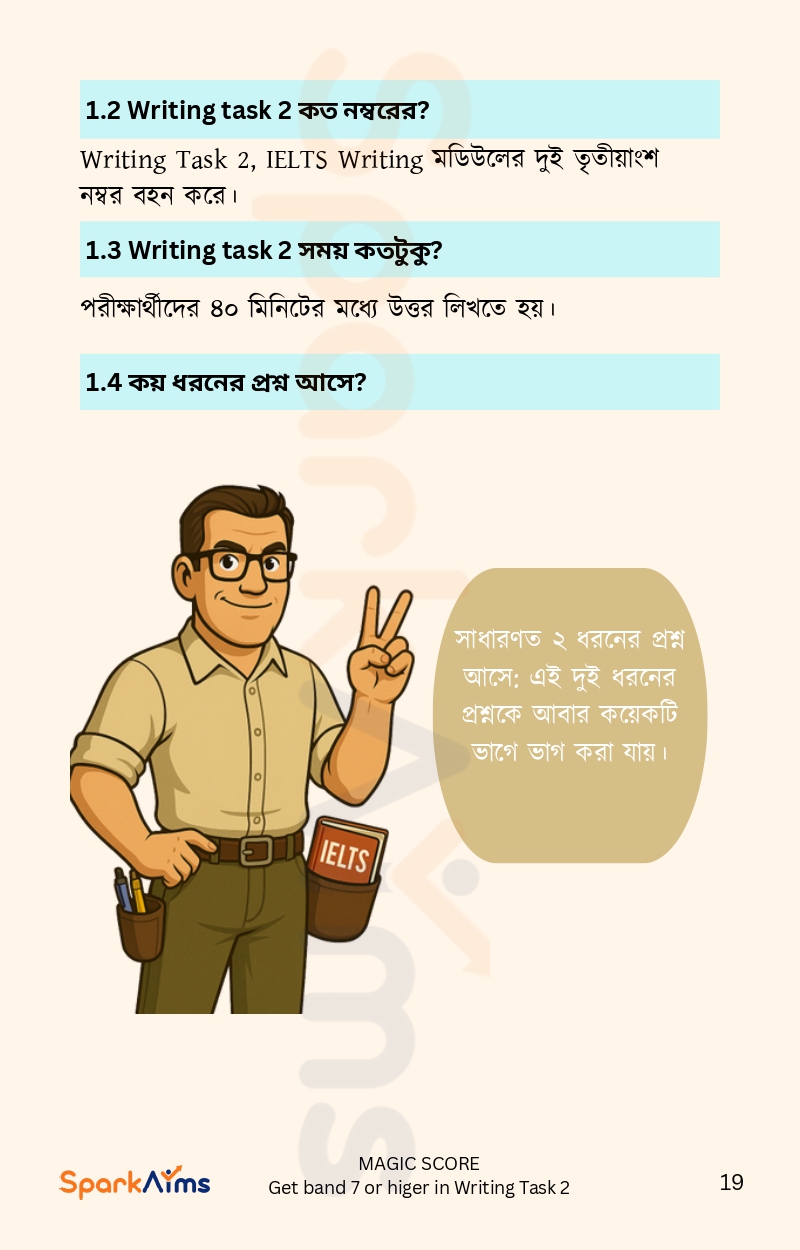 1.2 Writing task 2 কত নম্বরের?
Writing Task 2, IELTS Writing মডিউলের দুই তৃতীয়াংশ
নম্বর বহন করে।
1.3 Writing task 2 সময় কতটুকু?
পরীক্ষার্থীদের ৪০ মিনিটের মধ্যে উত্তর লিখতে হয়।
1.4 কয় ধরনের প্রশ্ন আসে?
সাধারণত ২ ধরনের প্রশ্ন
আসে: এই দুই ধরনের
প্রশ্নকে আবার কয়েকটি
ভাগে ভাগ করা যায়।
IELTS
SparkAims
MAGIC SCORE
Get band 7 or higer in Writing Task 2
19
SparkAims